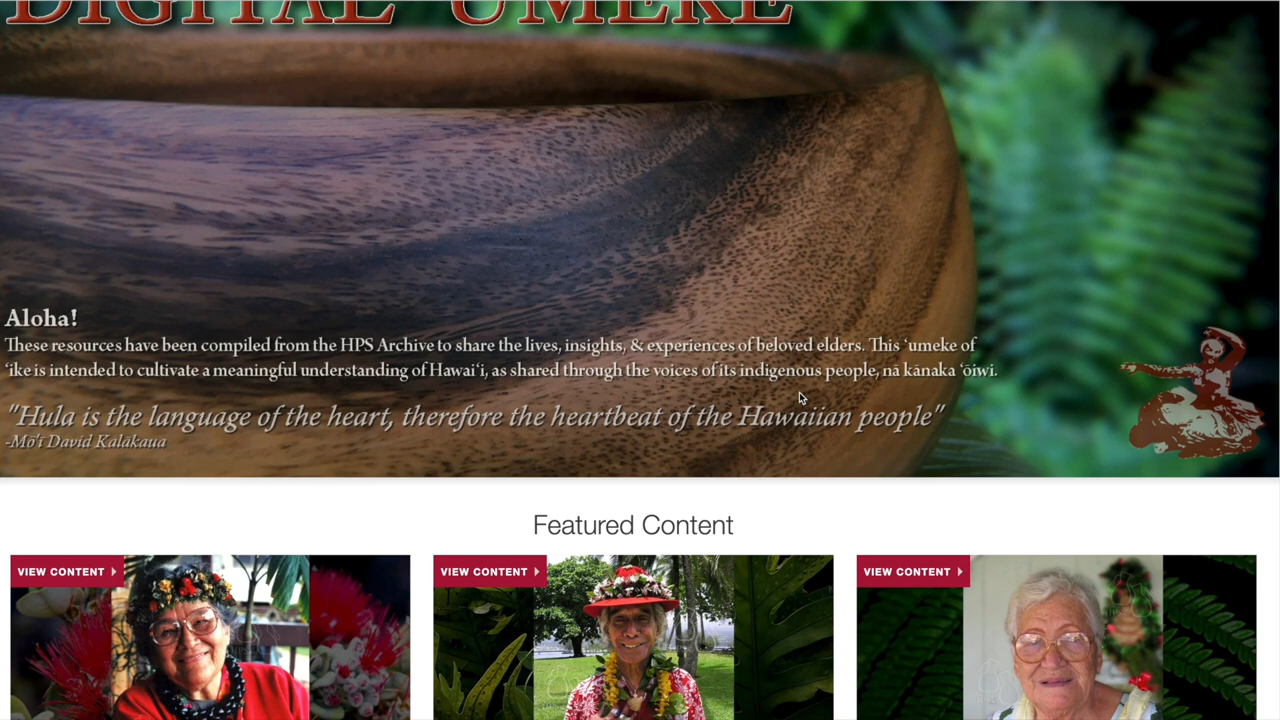 DIGITAL ʻUMEKE
Aloha!
These resources have been compiled from the HPS Archive to share the lives, insights, & experiences of beloved elders. This ʻumeke of
ʻike is intended to cultivate a meaningful understanding of Hawaiʻi, as shared through the voices of its indigenous people, nā kānaka ʻōiwi.
"Hula is the language of the heart, therefore the heartbeat of the Hawaiian people"
-Mōʻī David Kalākaua
Featured Content
VIEW CONTENT
VIEW CONTENT
VIEW CONTENT